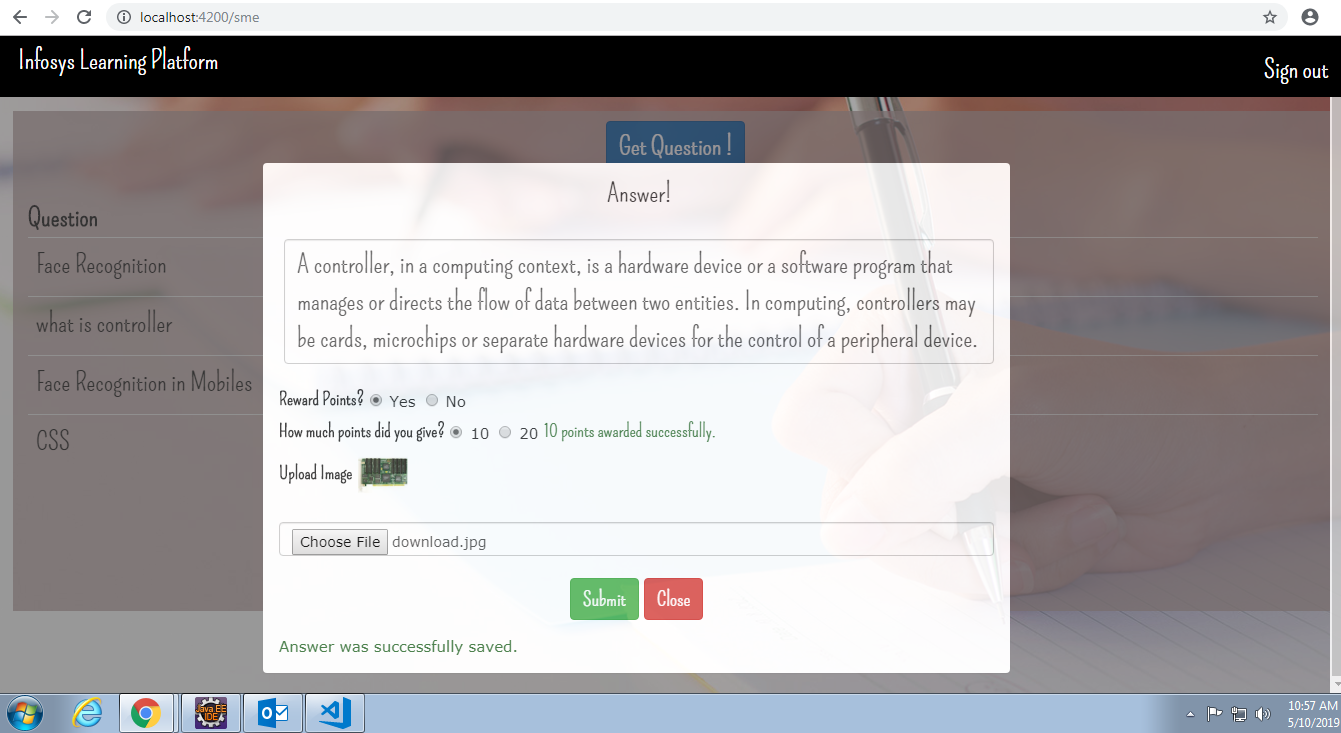 localhost:4200/sme
Infosys Learning Platform
Sign out
Get Question !
Answer!
Question
Face Recognition
what is controller
Face Recognition in Mobiles
CSS
A controller, in a computing context, is a hardware device or a software program that
manages or directs the flow of data between two entities. In computing, controllers may
be cards, microchips or separate hardware devices for the control of a peripheral device.
Reward Points? Yes No
How much points did you give? 10 20 10 points awarded successfully.
Upload Image
Choose File download.jpg
Submit Close
Answer was successfully saved.
Java EE
IDE
10:57 AM
5/10/2019